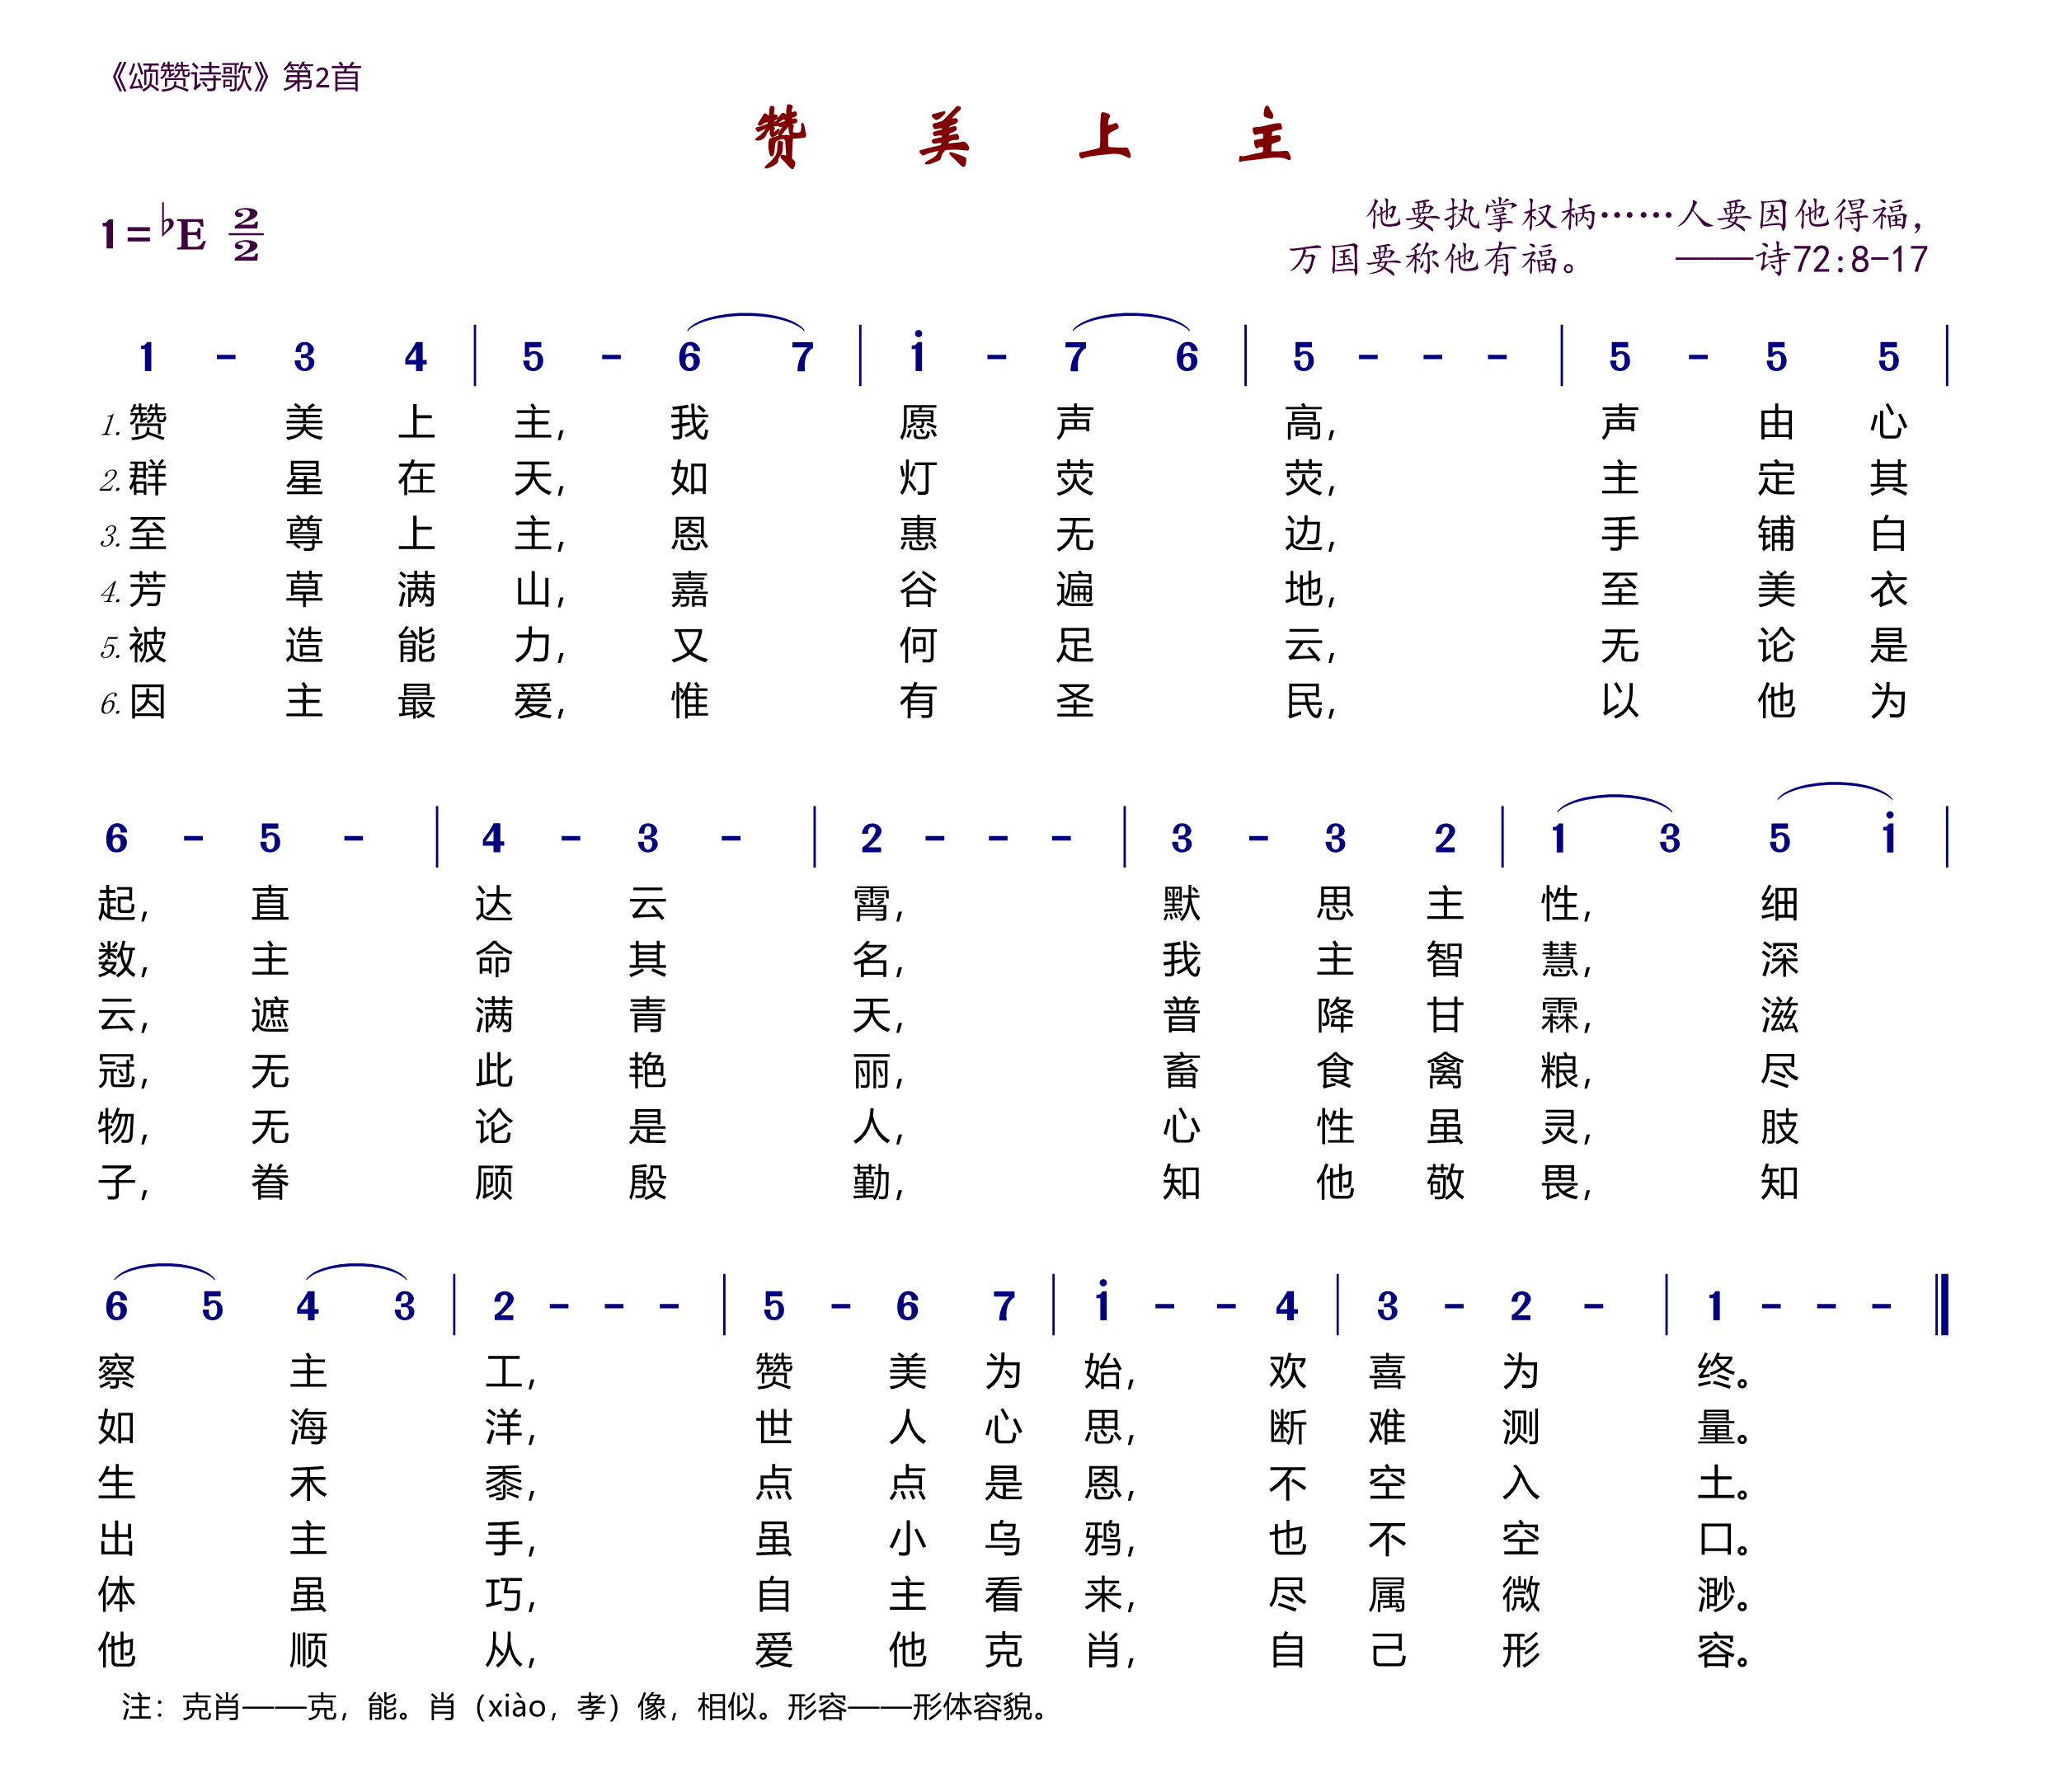 《颂赞诗歌》第2首
赞 美 上 主
1=♭E 2/2
他要执掌权柄……人要因他得福，
万国要称他有福。 ——诗72:8-17
1 - 3 4 | 5 - 6 7 | i - 7 6 | 5 - - - | 5 - 5 5 |
1. 赞 美 上 主， 我 愿 声 高， 声 由 心
2. 群 星 在 天， 如 灯 荧 荧， 主 定 其
3. 至 尊 上 主， 恩 惠 无 边， 手 铺 白
4. 芳 草 满 山， 嘉 谷 遍 地， 至 美 衣
5. 被 造 能 力， 又 何 足 云， 无 论 是
6. 因 主 最 爱， 惟 有 圣 民， 以 他 为
6 - 5 - | 4 - 3 - | 2 - - - | 3 - 3 2 | 1 3 5 i |
起， 直 达 云 霄， 默 思 主 性， 细
数， 主 命 其 名， 我 主 智 慧， 深
云， 遮 满 青 天， 普 降 甘 霖， 滋
冠， 无 此 艳 丽， 畜 食 禽 粮， 尽
物， 无 论 是 人， 心 性 虽 灵， 肢
子， 眷 顾 殷 勤， 知 他 敬 畏， 知
6 5 4 3 | 2 - - - | 5 - 6 7 | i - - 4 | 3 - 2 - | 1 - - - ‖
察 主 工， 赞 美 为 始， 欢 喜 为 终。
如 海 洋， 世 人 心 思， 断 难 测 量。
生 禾 黍， 点 点 是 恩， 不 空 入 土。
出 主 手， 虽 小 乌 鸦， 也 不 空 口。
体 虽 巧， 自 主 看 来， 尽 属 微 渺。
他 顺 从， 爱 他 克 肖， 自 己 形 容。
注：克肖——克，能。肖（xiào，孝）像，相似。形容——形体容貌。